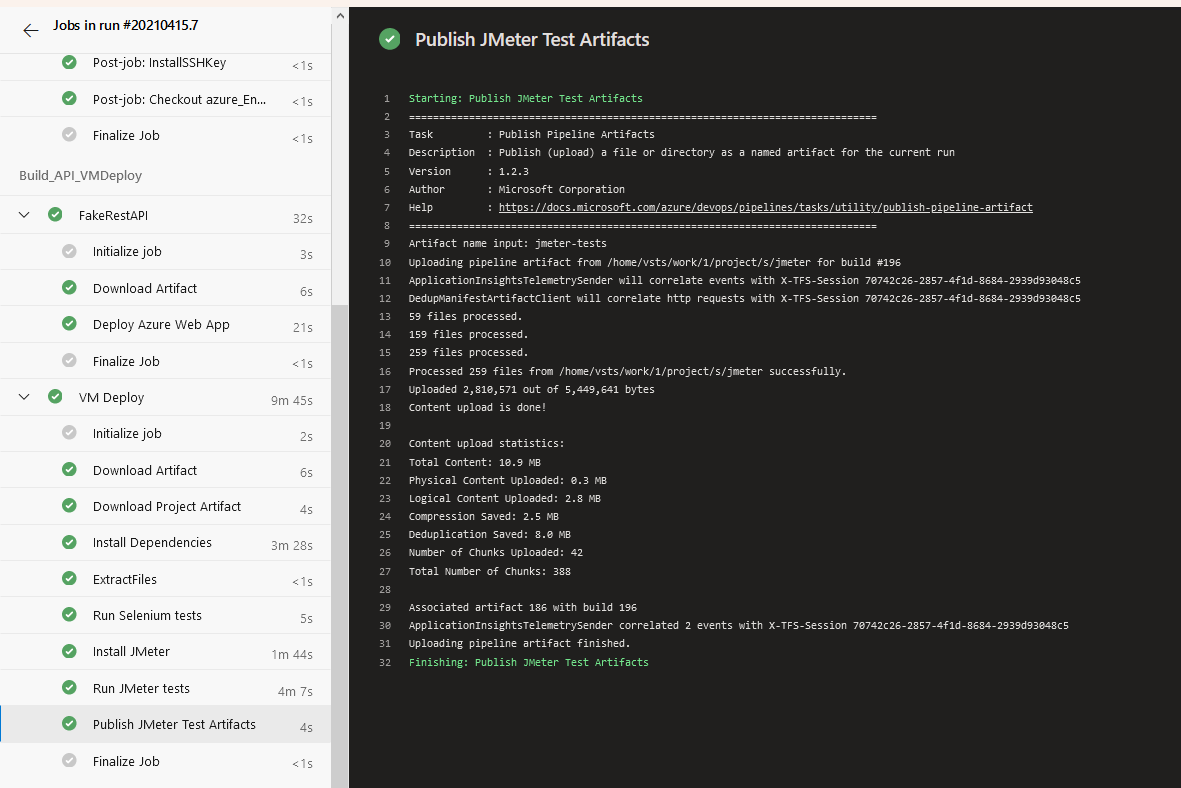 Jobs in run #20210415.7
Post-job: InstallSSHKey <1s
Post-job: Checkout azure_En... <1s
Finalize Job <1s
Build_API_VMDeploy
FakeRestAPI 32s
Initialize job 3s
Download Artifact 6s
Deploy Azure Web App 21s
Finalize Job <1s
VM Deploy 9m 45s
Initialize job 2s
Download Artifact 6s
Download Project Artifact 4s
Install Dependencies 3m 28s
ExtractFiles <1s
Run Selenium tests 5s
Install JMeter 1m 44s
Run JMeter tests 4m 7s
Publish JMeter Test Artifacts 4s
Finalize Job <1s
Publish JMeter Test Artifacts
1 Starting: Publish JMeter Test Artifacts
2 ==============================================================================
3 Task : Publish Pipeline Artifacts
4 Description : Publish (upload) a file or directory as a named artifact for the current run
5 Version : 1.2.3
6 Author : Microsoft Corporation
7 Help : https://docs.microsoft.com/azure/devops/pipelines/tasks/utility/publish-pipeline-artifact
8 ==============================================================================
9 Artifact name input: jmeter-tests
10 Uploading pipeline artifact from /home/vsts/work/1/project/s/jmeter for build #196
11 ApplicationInsightsTelemetrySender will correlate events with X-TFS-Session 70742c26-2857-4f1d-8684-2939d93048c5
12 DedupManifestArtifactClient will correlate http requests with X-TFS-Session 70742c26-2857-4f1d-8684-2939d93048c5
13 59 files processed.
14 159 files processed.
15 259 files processed.
16 Processed 259 files from /home/vsts/work/1/project/s/jmeter successfully.
17 Uploaded 2,810,571 out of 5,449,641 bytes
18 Content upload is done!
19
20 Content upload statistics:
21 Total Content: 10.9 MB
22 Physical Content Uploaded: 0.3 MB
23 Logical Content Uploaded: 2.8 MB
24 Compression Saved: 2.5 MB
25 Deduplication Saved: 8.0 MB
26 Number of Chunks Uploaded: 42
27 Total Number of Chunks: 388
28
29 Associated artifact 186 with build 196
30 ApplicationInsightsTelemetrySender correlated 2 events with X-TFS-Session 70742c26-2857-4f1d-8684-2939d93048c5
31 Uploading pipeline artifact finished.
32 Finishing: Publish JMeter Test Artifacts